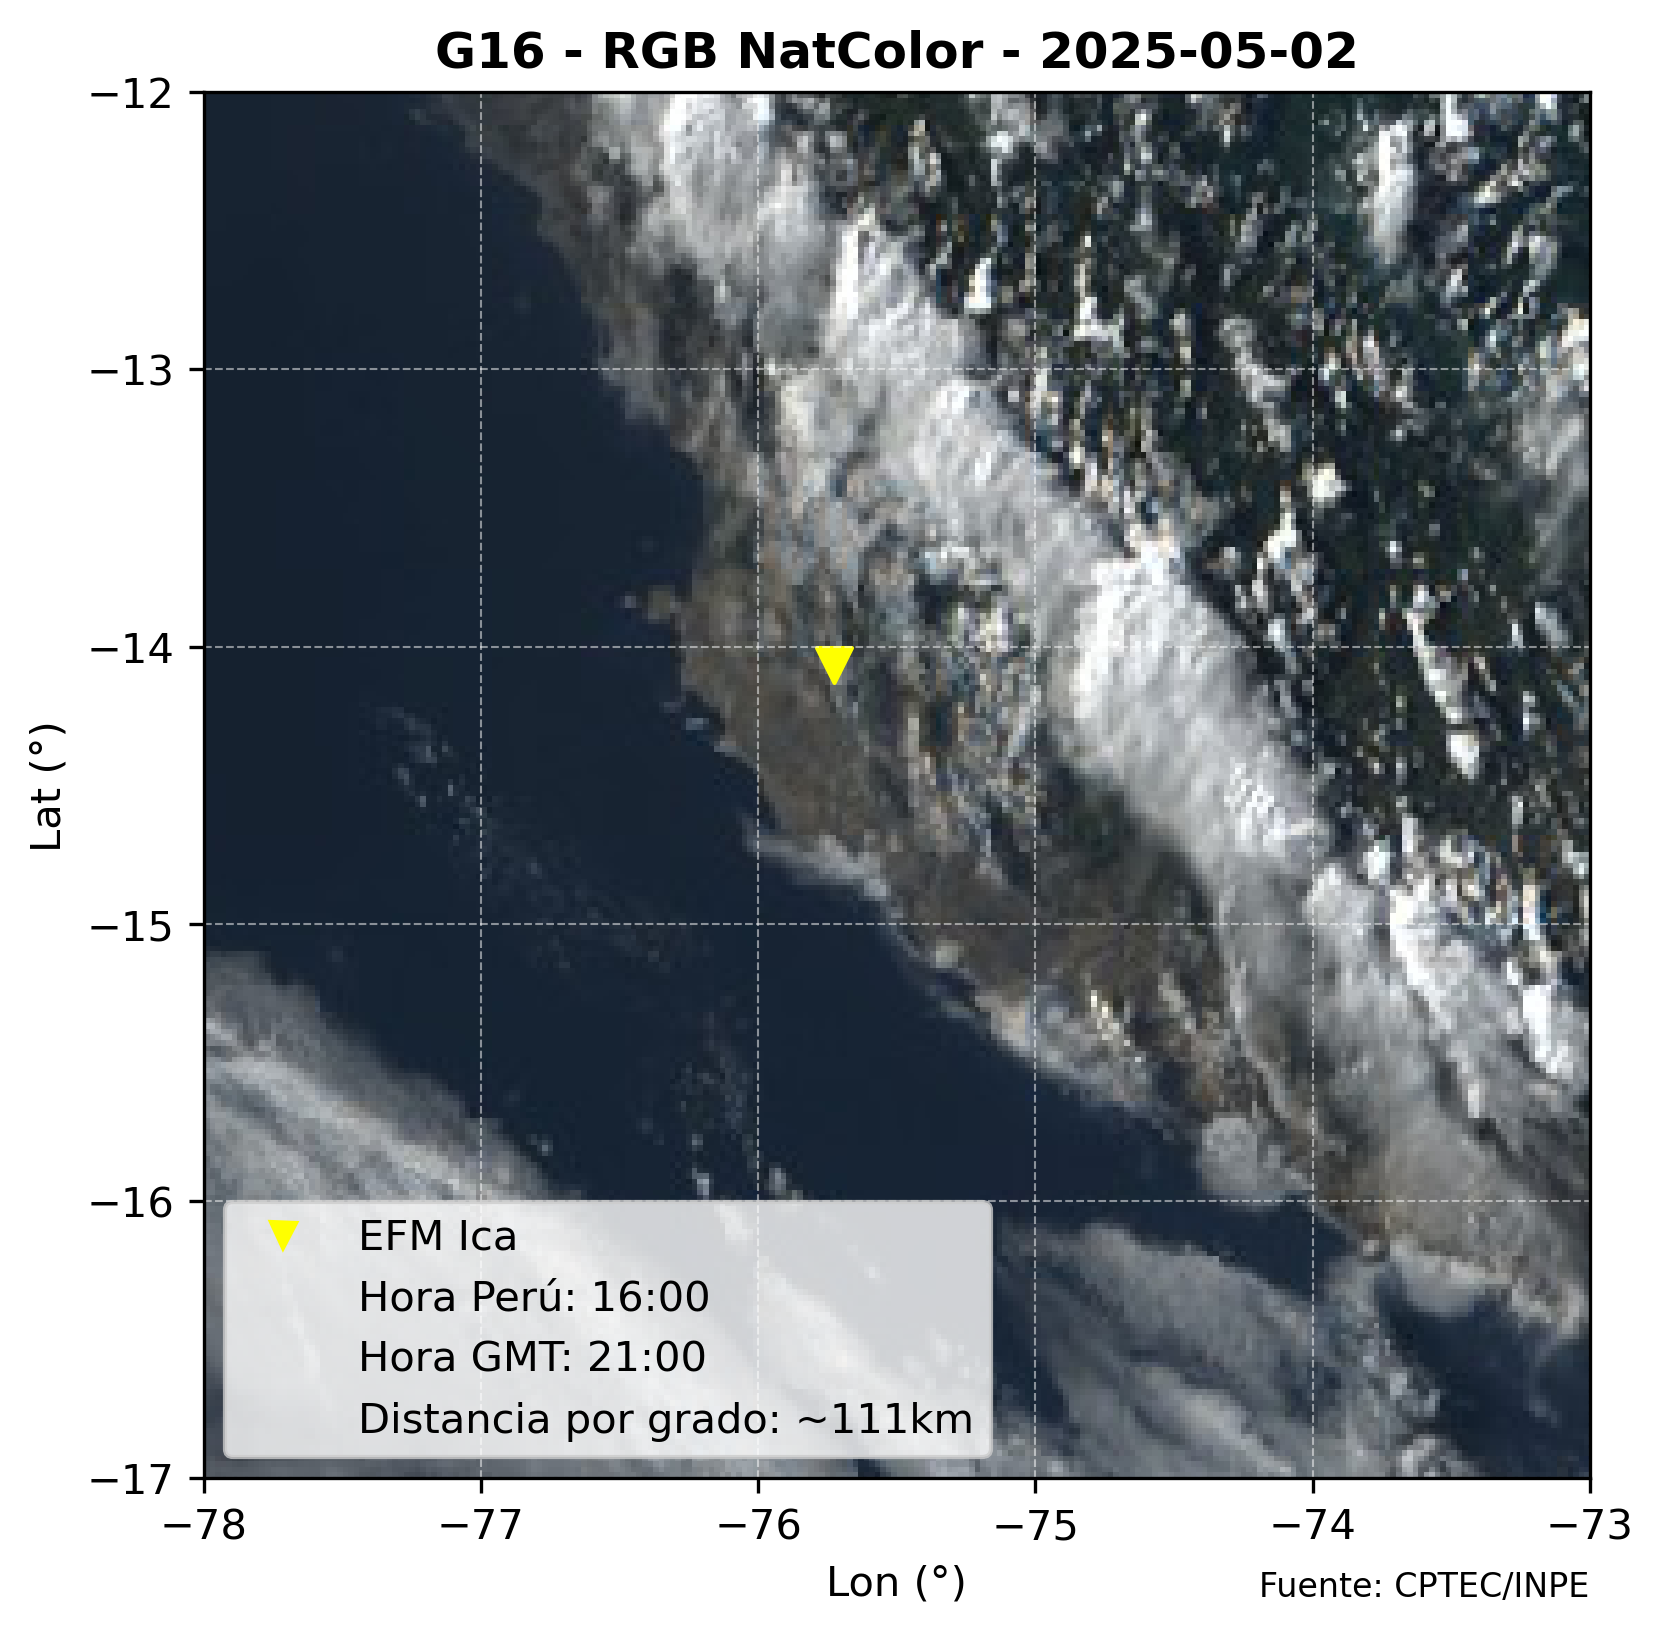 G16 - RGB NatColor - 2025-05-02
−12
−13
−14
−15
−16
−17
Lat (°)
EFM Ica
Hora Perú: 16:00
Hora GMT: 21:00
Distancia por grado: ~111km
−78
−77
−76
−75
−74
−73
Lon (°)
Fuente: CPTEC/INPE